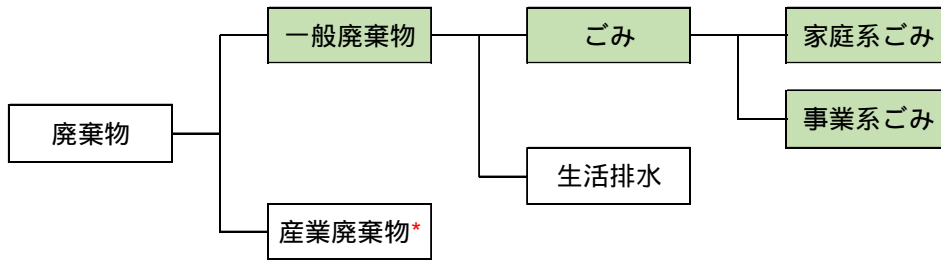 一般廃棄物
ごみ
家庭系ごみ
廃棄物
事業系ごみ
生活排水
産業廃棄物*